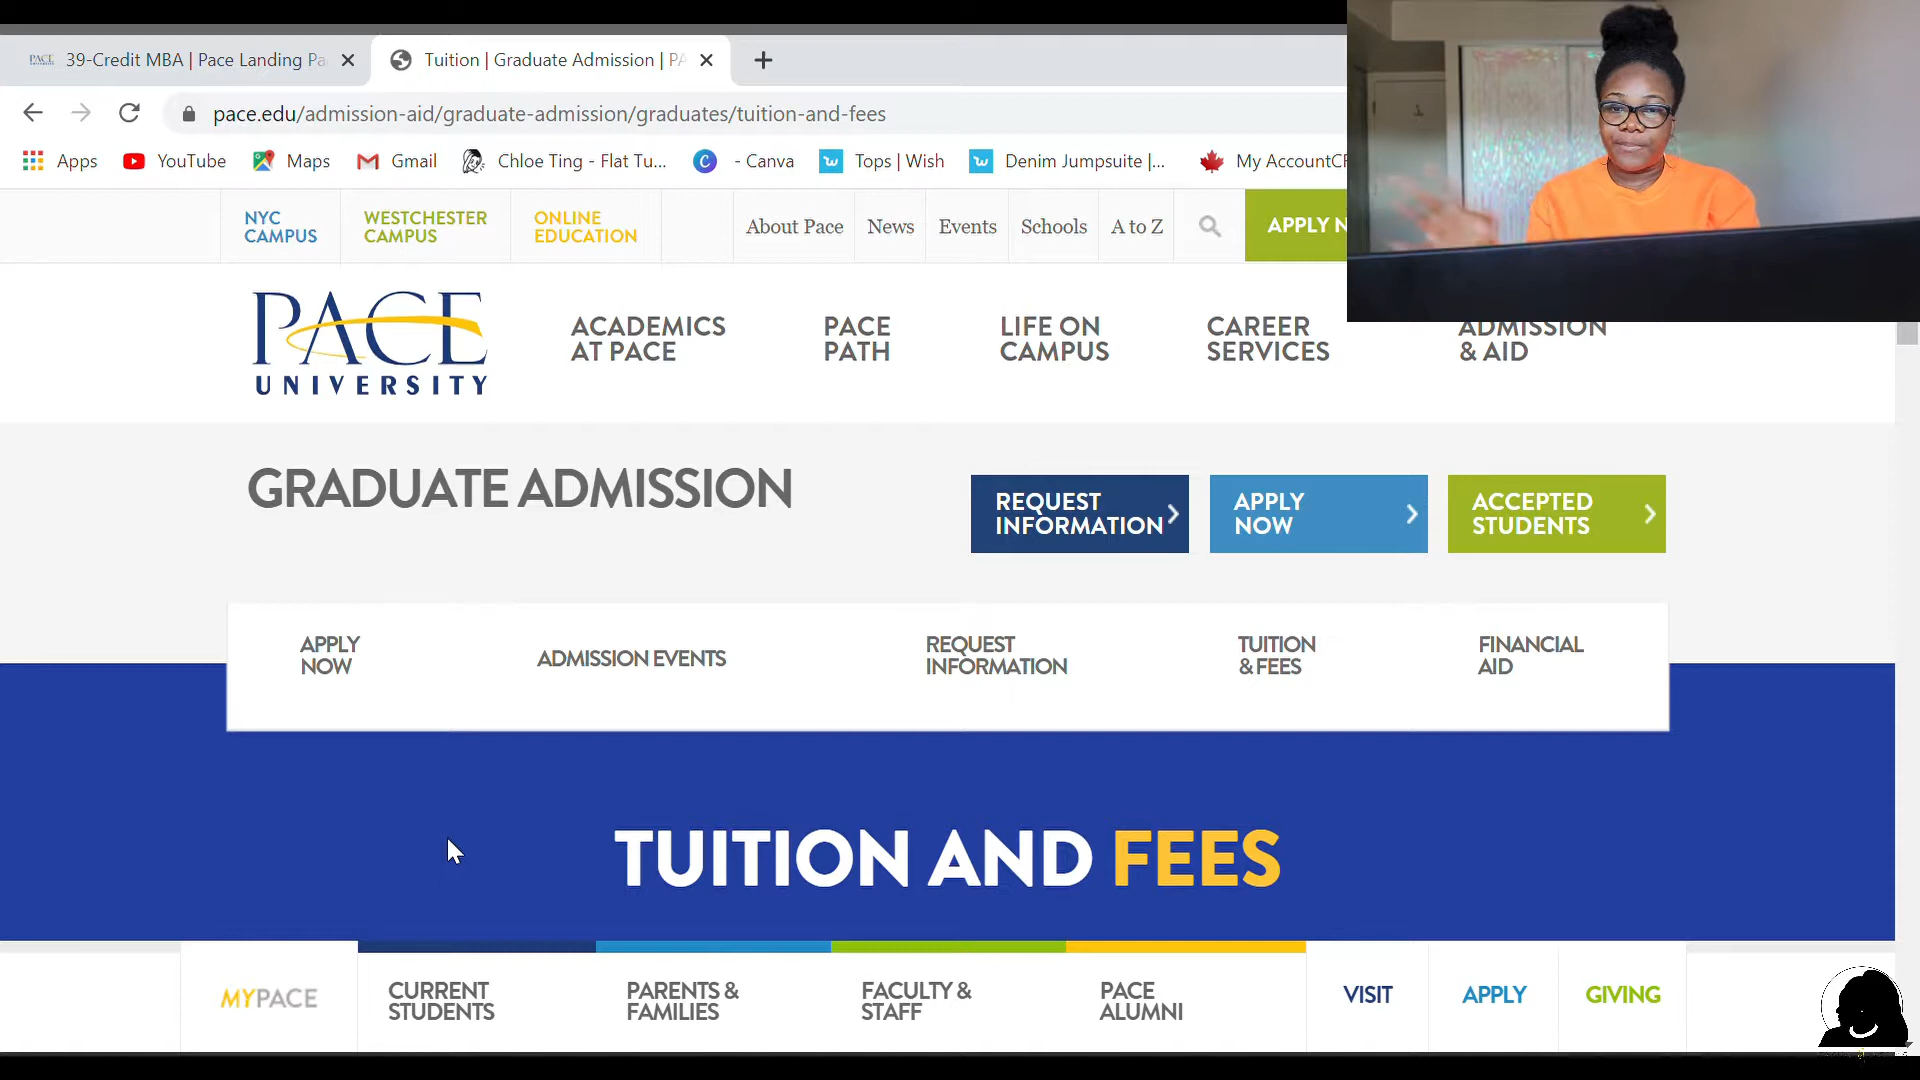 39-Credit MBA | Pace Landing Pa
Tuition | Graduate Admission | PA
pace.edu/admission-aid/graduate-admission/graduates/tuition-and-fees
Apps
YouTube
Maps
Gmail
Chloe Ting - Flat Tu...
- Canva
Tops | Wish
Denim Jumpsuite |...
My AccountCF
NYC
CAMPUS
WESTCHESTER
CAMPUS
ONLINE
EDUCATION
About Pace
News
Events
Schools
A to Z
APPLY N
PACE
UNIVERSITY
ACADEMICS
AT PACE
PACE
PATH
LIFE ON
CAMPUS
CAREER
SERVICES
ADMISSION
& AID
GRADUATE ADMISSION
REQUEST
INFORMATION
APPLY
NOW
ACCEPTED
STUDENTS
APPLY
NOW
ADMISSION EVENTS
REQUEST
INFORMATION
TUITION
& FEES
FINANCIAL
AID
TUITION AND FEES
MYPACE
CURRENT
STUDENTS
PARENTS &
FAMILIES
FACULTY &
STAFF
PACE
ALUMNI
VISIT
APPLY
GIVING